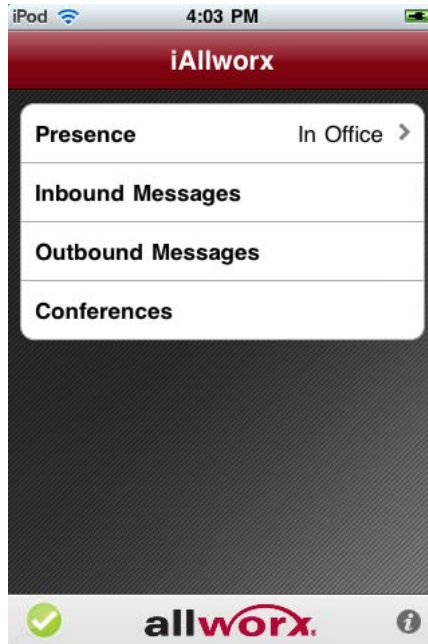 iPod 4:03 PM
iAllworx
Presence In Office
Inbound Messages
Outbound Messages
Conferences
allworx.